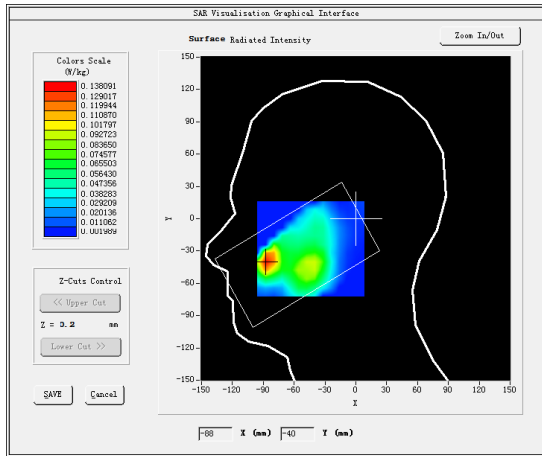 SAR Visualisation Graphical Interface
Surface Radiated Intensity
Zoom In/Out
Colors Scale
(W/kg)
0.138091
0.129017
0.119944
0.110870
0.101797
0.092723
0.083650
0.074577
0.065503
0.056430
0.047356
0.038283
0.029209
0.020136
0.011062
0.001989
Z-Cuts Control
<< Upper Cut
Z = 0.2 mm
Lower Cut >>
SAVE Cancel
150
120
90
60
30
0
-30
-60
-90
-120
-150
Y
-150 -120 -90 -60 -30 0 30 60 90 120 150
X
-88 X (mm) -40 Y (mm)